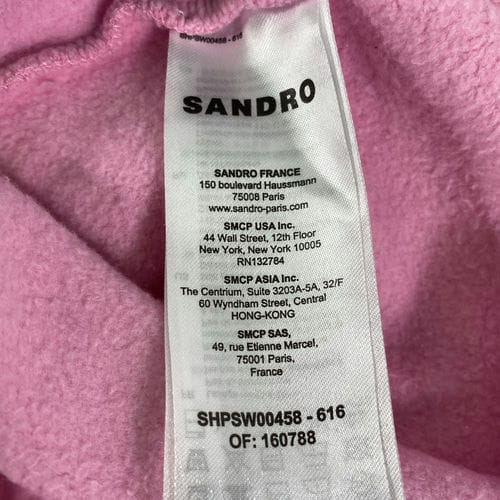 SHPSW00458 - 616
SANDRO
SANDRO FRANCE
150 boulevard Haussmann
75008 Paris
www.sandro-paris.com
SMCP USA Inc.
44 Wall Street, 12th Floor
New York, New York 10005
RN132784
SMCP ASIA Inc.
The Centrium, Suite 3203A-5A, 32/F
60 Wyndham Street, Central
HONG-KONG
SMCP SAS,
49, rue Etienne Marcel,
75001 Paris,
France
SHPSW00458 - 616
OF: 160788